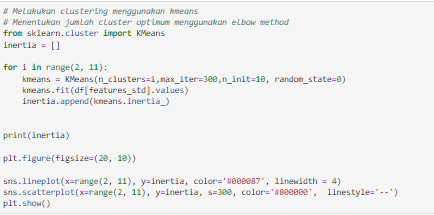 # Melakukan clustering menggunakan kmeans
# Menentukan jumlah cluster optimum menggunakan elbow method
from sklearn.cluster import KMeans
inertia = []
for i in range(2, 11):
kmeans = KMeans(n_clusters=i,max_iter=300,n_init=10, random_state=0)
kmeans.fit(df[features_std].values)
inertia.append(kmeans.inertia_)
print(inertia)
plt.figure(figsize=(20, 10))
sns.lineplot(x=range(2, 11), y=inertia, color='#000087', linewidth = 4)
sns.scatterplot(x=range(2, 11), y=inertia, s=300, color='#800000', linestyle='--')
plt.show()